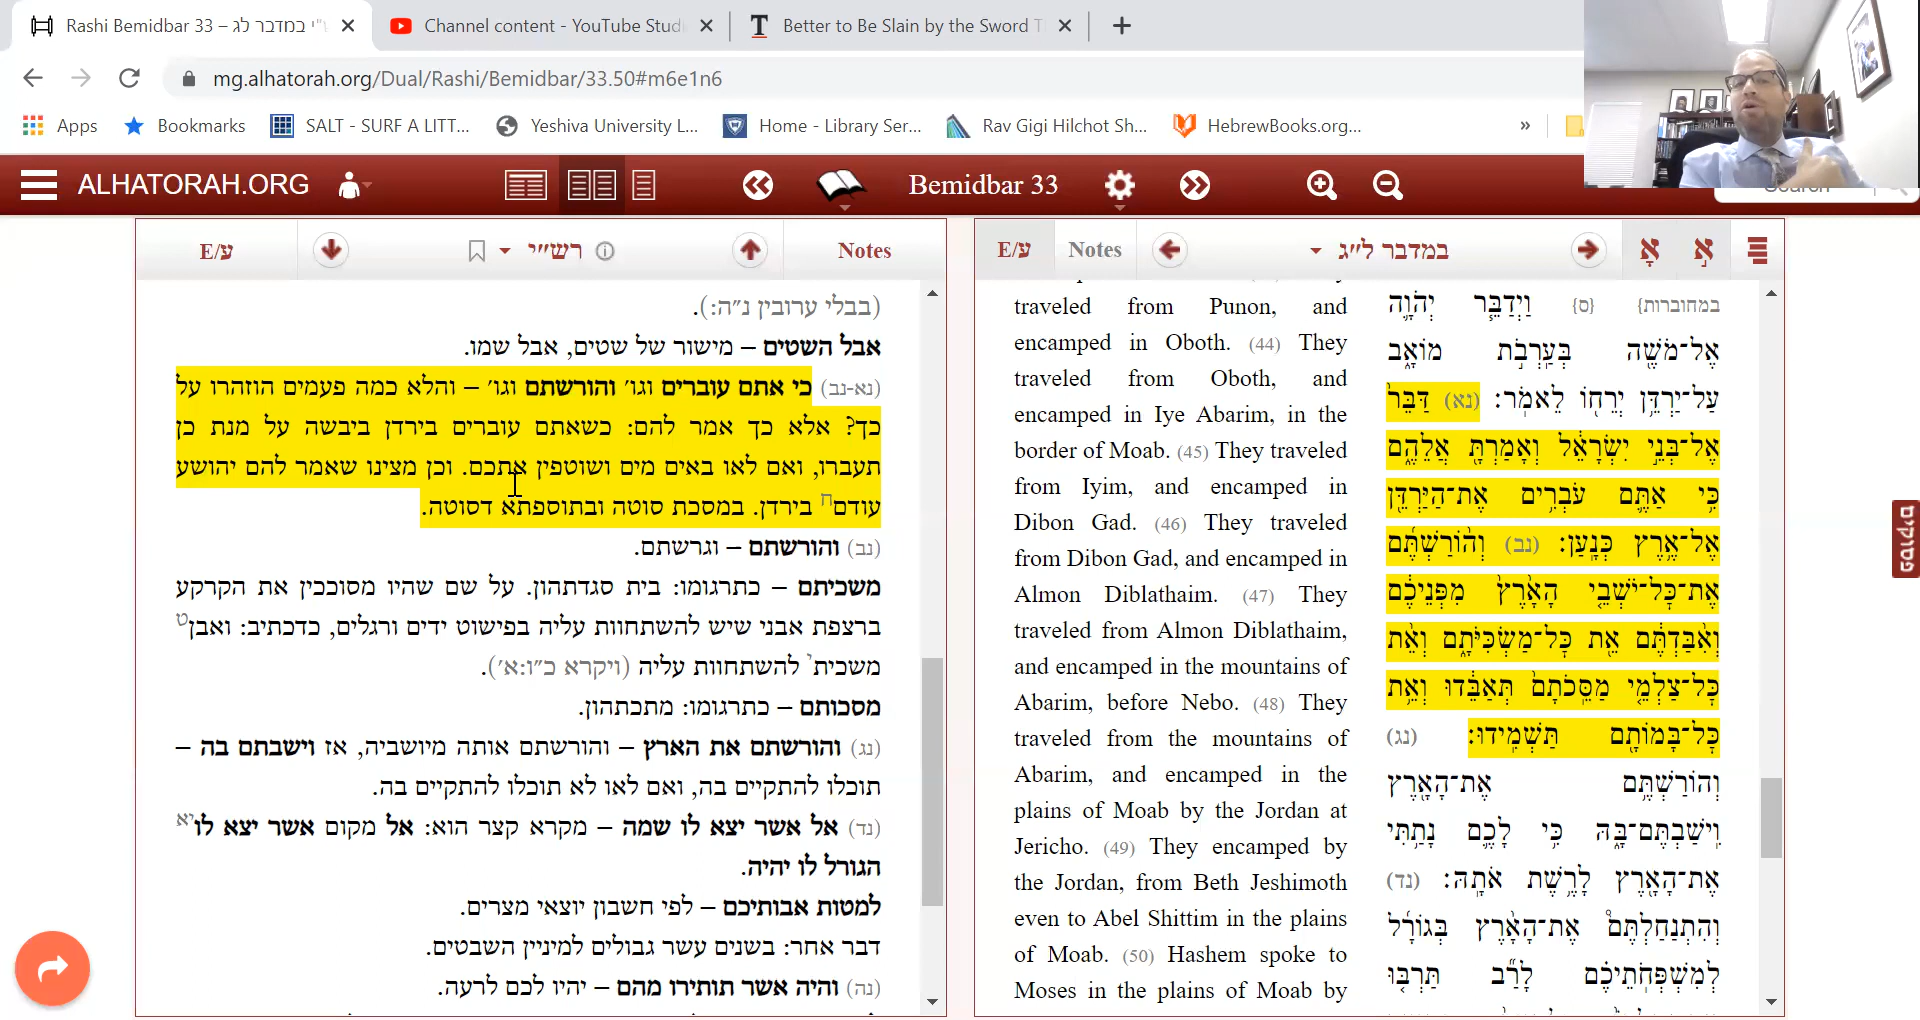 Rashi Bemidbar 33 – רש"י במדבר לג
Channel content - YouTube Studi
Better to Be Slain by the Sword T
mg.alhatorah.org/Dual/Rashi/Bemidbar/33.50#m6e1n6
Apps
Bookmarks
SALT - SURF A LITT...
Yeshiva University L...
Home - Library Ser...
Rav Gigi Hilchot Sh...
HebrewBooks.org...
»
ALHATORAH.ORG
Bemidbar 33
Search
E/ע
רש"י
Notes
(בבלי ערובין נ״ה:).
אבל השטים – מישור של שטים, אבל שמו.
(נא-נב) כי אתם עוברים וגו' והורשתם וגו' – והלא כמה פעמים הוזהרו על
כך? אלא כך אמר להם: כשאתם עוברים בירדן ביבשה על מנת כן
תעברו, ואם לאו באים מים ושוטפין אתכם. וכן מצינו שאמר להם יהושע
עודם ח בירדן. במסכת סוטה ובתוספתא דסוטה.
(נב) והורשתם – וגרשתם.
משכיתם – כתרגומו: בית סגדתהון. על שם שהיו מסוככין את הקרקע
ברצפת אבני שיש להשתחוות עליה בפישוט ידים ורגלים, כדכתיב: ואבן ט
משכית י להשתחוות עליה (ויקרא כ״ו:א׳).
מסכותם – כתרגומו: מתכתהון.
(נג) והורשתם את הארץ – והורשתם אותה מיושביה, אז וישבתם בה –
תוכלו להתקיים בה, ואם לאו לא תוכלו להתקיים בה.
(נד) אל אשר יצא לו שמה – מקרא קצר הוא: אל מקום אשר יצא לו יא
הגורל לו יהיה.
למטות אבותיכם – לפי חשבון יוצאי מצרים.
דבר אחר: בשנים עשר גבולים למיניין השבטים.
(נה) והיה אשר תותירו מהם – יהיו לכם לרעה.
E/ע
Notes
במדבר ל״ג
אָ
א֭
traveled from Punon, and
encamped in Oboth. (44) They
traveled from Oboth, and
encamped in Iye Abarim, in the
border of Moab. (45) They traveled
from Iyim, and encamped in
Dibon Gad. (46) They traveled
from Dibon Gad, and encamped in
Almon Diblathaim. (47) They
traveled from Almon Diblathaim,
and encamped in the mountains of
Abarim, before Nebo. (48) They
traveled from the mountains of
Abarim, and encamped in the
plains of Moab by the Jordan at
Jericho. (49) They encamped by
the Jordan, from Beth Jeshimoth
even to Abel Shittim in the plains
of Moab. (50) Hashem spoke to
Moses in the plains of Moab by
במחוברות} {ס} וַיְדַבֵּ֧ר יְהֹוָ֛ה
אֶל־מֹשֶׁ֖ה בְּעַֽרְבֹ֣ת מוֹאָ֑ב
עַל־יַרְדֵּ֥ן יְרֵח֖וֹ לֵאמֹֽר׃ (נא) דַּבֵּר֙
אֶל־בְּנֵ֣י יִשְׂרָאֵ֔ל וְאָמַרְתָּ֖ אֲלֵהֶ֑ם
כִּ֥י אַתֶּ֛ם עֹבְרִ֥ים אֶת־הַיַּרְדֵּ֖ן
אֶל־אֶ֥רֶץ כְּנָֽעַן׃ (נב) וְה֨וֹרַשְׁתֶּ֜ם
אֶת־כׇּל־יֹשְׁבֵ֤י הָאָ֙רֶץ֙ מִפְּנֵיכֶ֔ם
וְאִ֨בַּדְתֶּ֔ם אֵ֖ת כׇּל־מַשְׂכִּיֹּתָ֑ם וְאֵ֨ת
כׇּל־צַלְמֵ֤י מַסֵּֽכֹתָם֙ תְּאַבֵּ֔דוּ וְאֵ֥ת
כׇּל־בָּמוֹתָ֖ם תַּשְׁמִֽידוּ׃ (נג)
וְהוֹרַשְׁתֶּ֥ם אֶת־הָאָ֖רֶץ
וִֽישַׁבְתֶּם־בָּ֑הּ כִּ֥י לָכֶ֛ם נָתַ֥תִּי
אֶת־הָאָ֖רֶץ לָרֶ֥שֶׁת אֹתָֽהּ׃ (נד)
וְהִתְנַחַלְתֶּם֩ אֶת־הָאָ֨רֶץ בְּגוֹרָ֜ל
לְמִשְׁפְּחֹֽתֵיכֶ֗ם לָרַ֞ב תַּרְבּ֤וּ
פסוקים